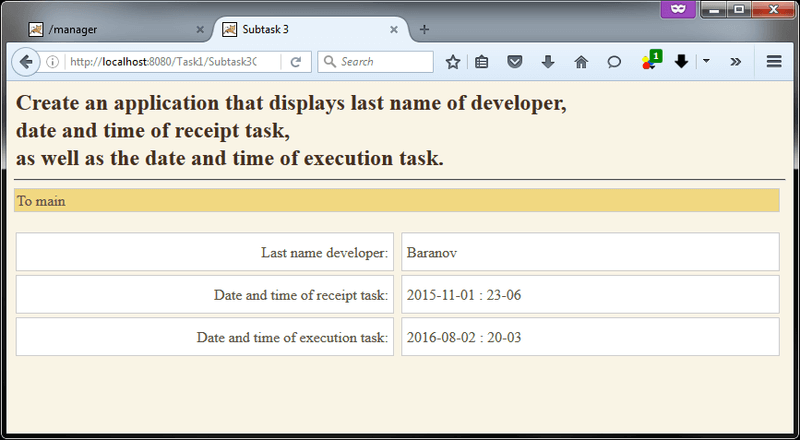 /manager
Subtask 3
http://localhost:8080/Task1/Subtask3C
Search
1
Create an application that displays last name of developer,
date and time of receipt task,
as well as the date and time of execution task.
To main
Last name developer: Baranov
Date and time of receipt task: 2015-11-01 : 23-06
Date and time of execution task: 2016-08-02 : 20-03